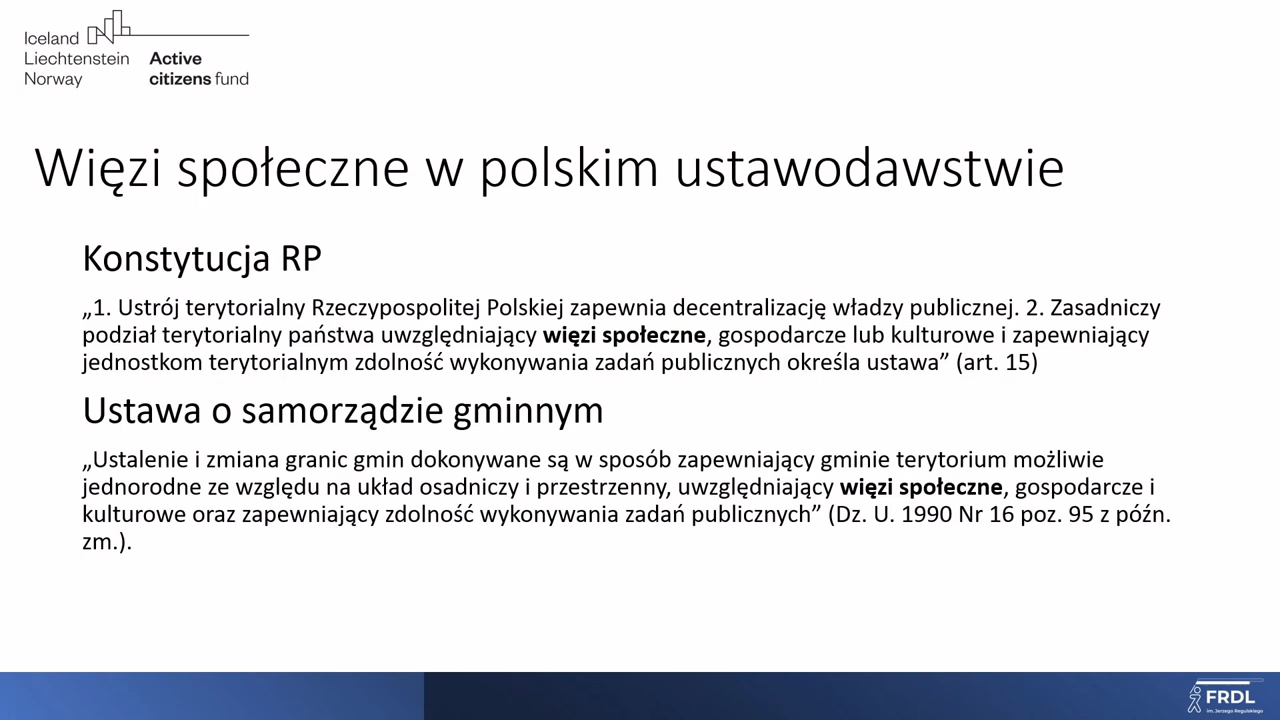 Iceland
Liechtenstein
Norway
Active
citizens fund
Więzi społeczne w polskim ustawodawstwie
Konstytucja RP
„1. Ustrój terytorialny Rzeczypospolitej Polskiej zapewnia decentralizację władzy publicznej. 2. Zasadniczy
podział terytorialny państwa uwzględniający więzi społeczne, gospodarcze lub kulturowe i zapewniający
jednostkom terytorialnym zdolność wykonywania zadań publicznych określa ustawa” (art. 15)
Ustawa o samorządzie gminnym
„Ustalenie i zmiana granic gmin dokonywane są w sposób zapewniający gminie terytorium możliwie
jednorodne ze względu na układ osadniczy i przestrzenny, uwzględniający więzi społeczne, gospodarcze i
kulturowe oraz zapewniający zdolność wykonywania zadań publicznych” (Dz. U. 1990 Nr 16 poz. 95 z późn.
zm.).
FRDL
im. Jerzego Regulskiego